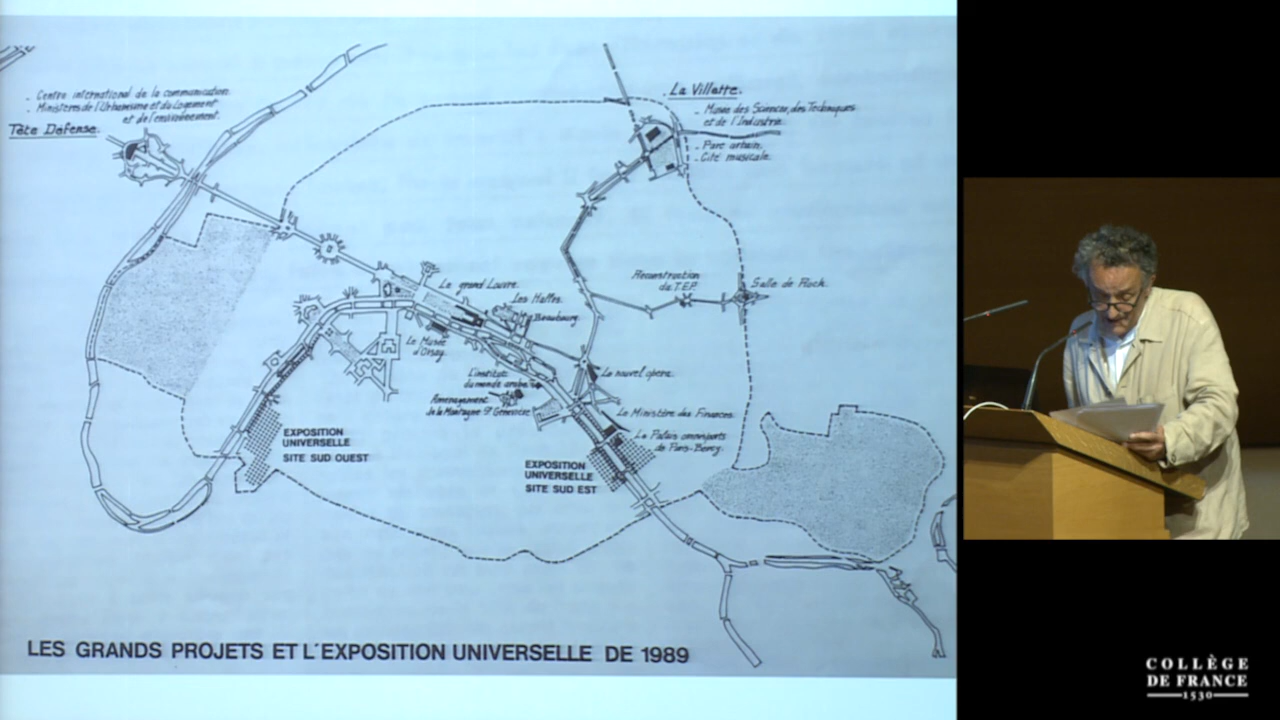 - Centre international de la communication.
- Ministères de l'Urbanisme et du Logement
et de l'environnement.
Tête Défense.
La Villette.
- Musée des Sciences, des Techniques
et de l'Industrie.
- Parc urbain.
- Cité musicale.
Reconstruction
du T.E.P.
Salle de Rock.
Le grand Louvre.
Les Halles
Beaubourg.
Le Musée
d'Orsay.
L'institut
du monde arabe.
Aménagement
de la Montagne Ste Geneviève
Le nouvel opéra.
Le Ministère des Finances.
Le Palais omnisports
de Paris-Bercy.
EXPOSITION
UNIVERSELLE
SITE SUD OUEST
EXPOSITION
UNIVERSELLE
SITE SUD EST
LES GRANDS PROJETS ET L'EXPOSITION UNIVERSELLE DE 1989
COLLÈGE
DE FRANCE
1530